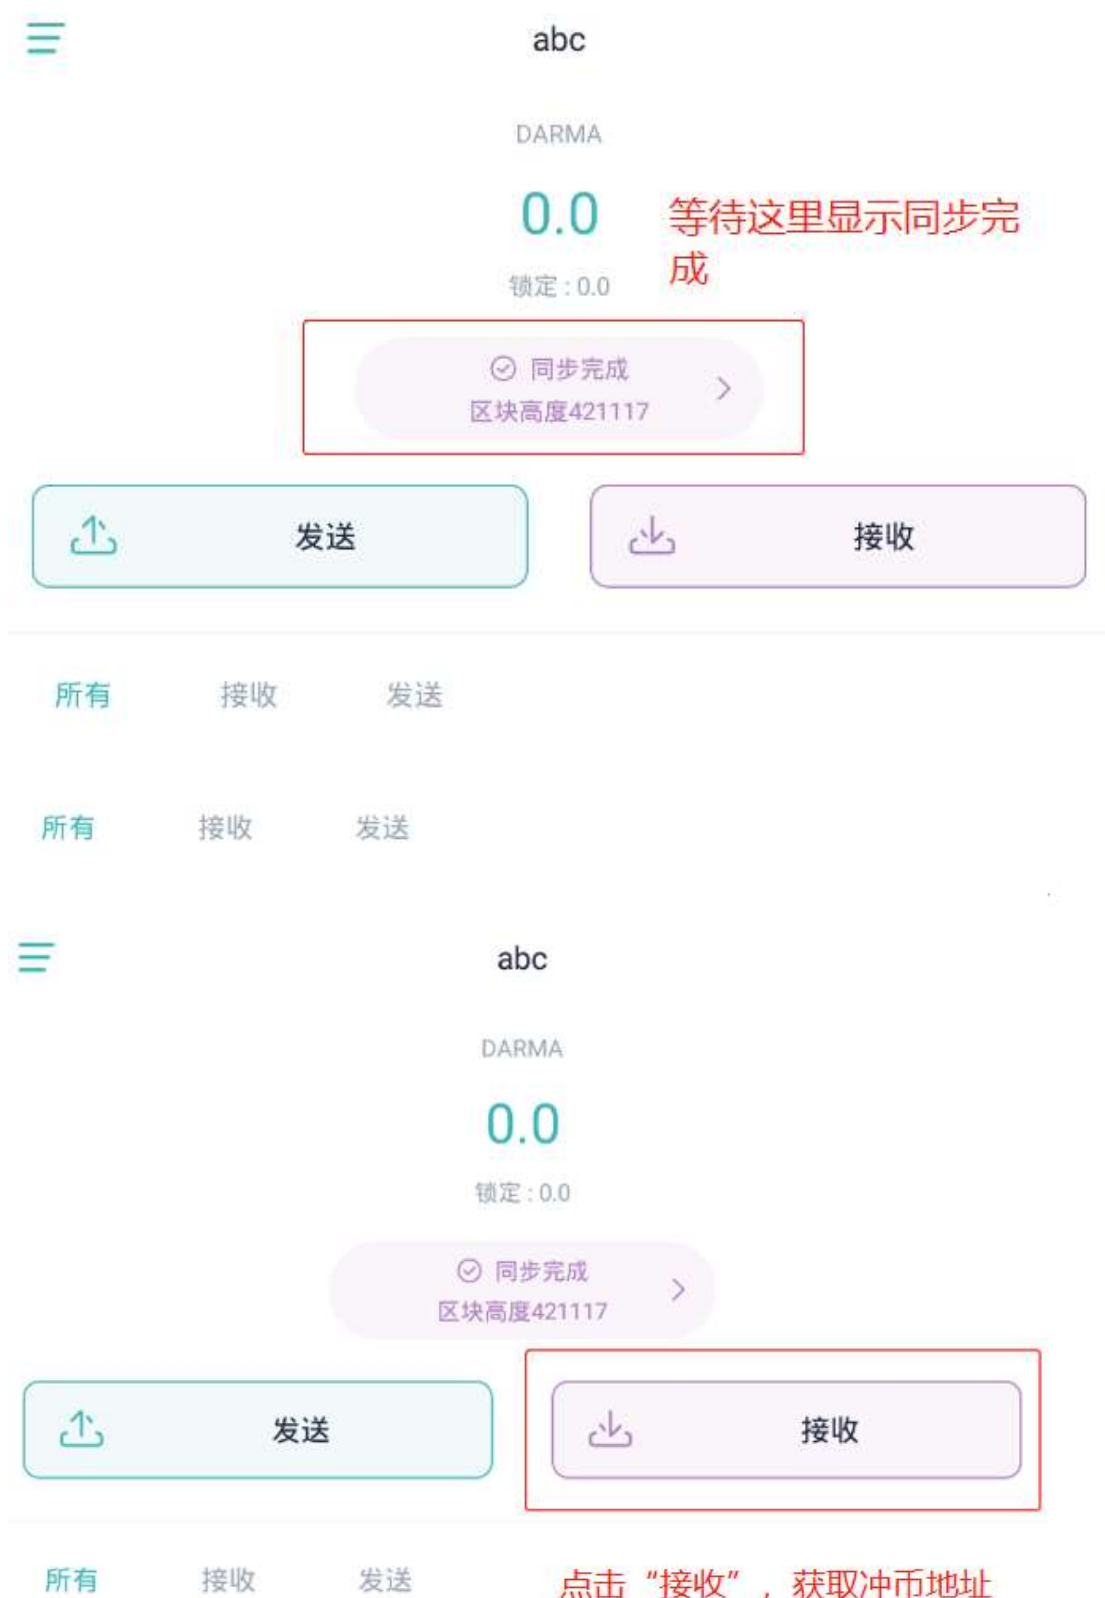 abc
DARMA
0.0
等待这里显示同步完
成
锁定 : 0.0
同步完成
区块高度421117
发送
接收
所有 接收 发送
所有 接收 发送
abc
DARMA
0.0
锁定 : 0.0
同步完成
区块高度421117
发送
接收
所有 接收 发送
点击“接收”，获取冲币地址